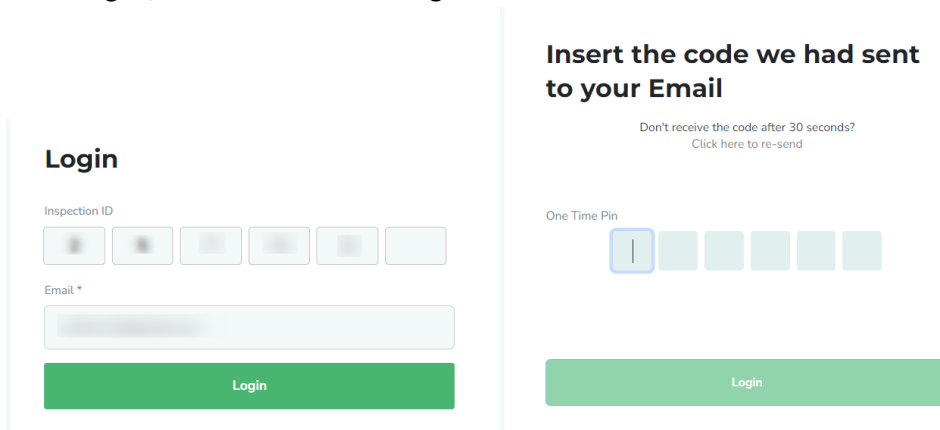 Login
Inspection ID
Email *
Login
Insert the code we had sent
to your Email
Don't receive the code after 30 seconds?
Click here to re-send
One Time Pin
Login